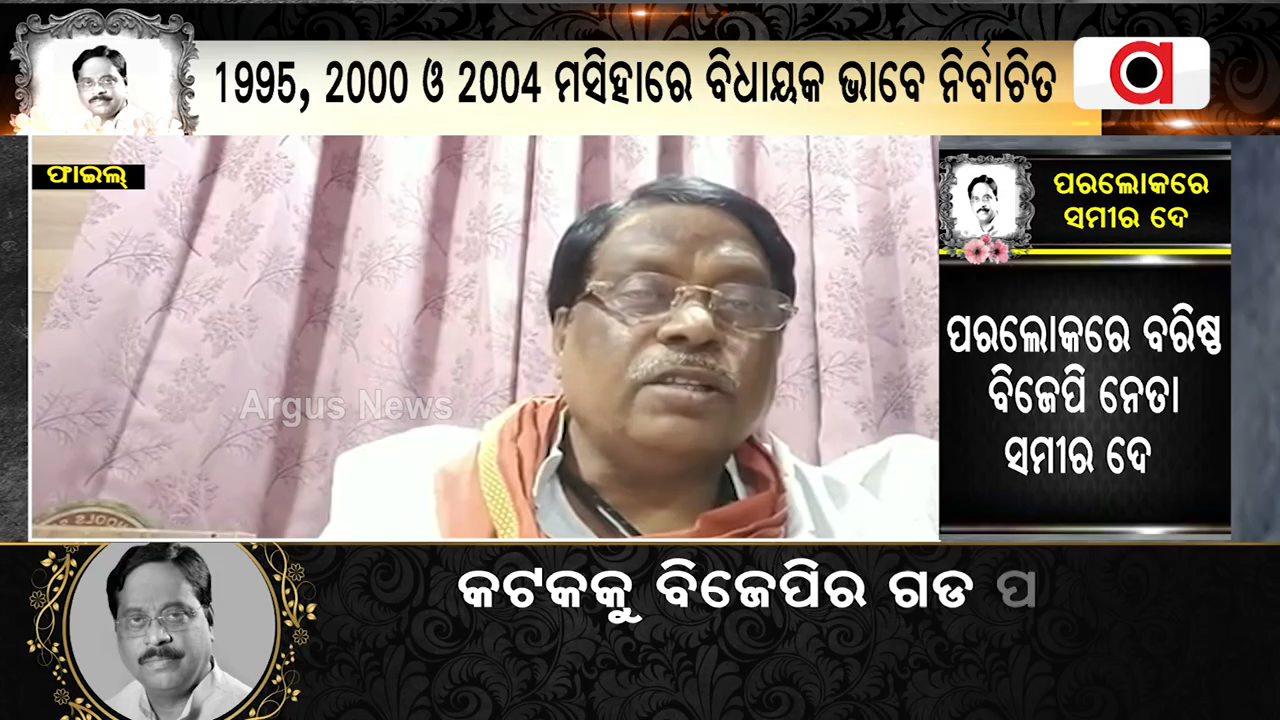 1995, 2000 ଓ 2004 ମସିହାରେ ବିଧାୟକ ଭାବେ ନିର୍ବାଚିତ
ଫାଇଲ୍
ପରଲୋକରେ
ସମୀର ଦେ
Argus News
ପରଲୋକରେ ବରିଷ୍ଠ
ବିଜେପି ନେତା
ସମୀର ଦେ
କଟକକୁ ବିଜେପିର ଗଡ ପ